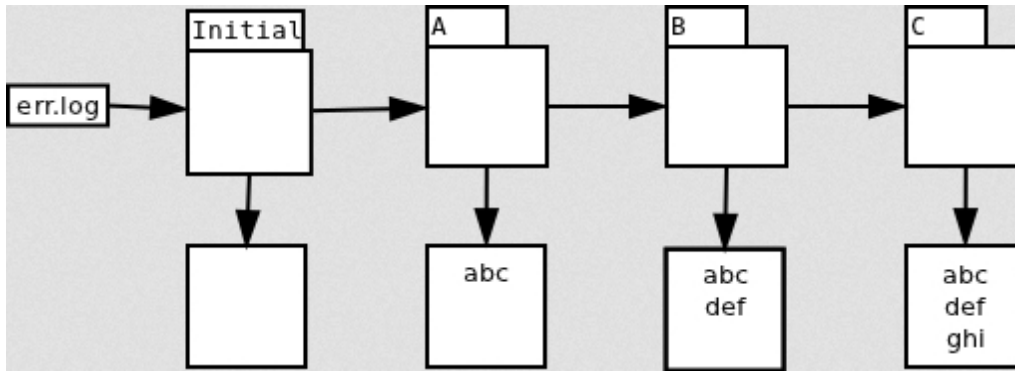 Initial
A
B
C
err.log
abc
abc
def
abc
def
ghi